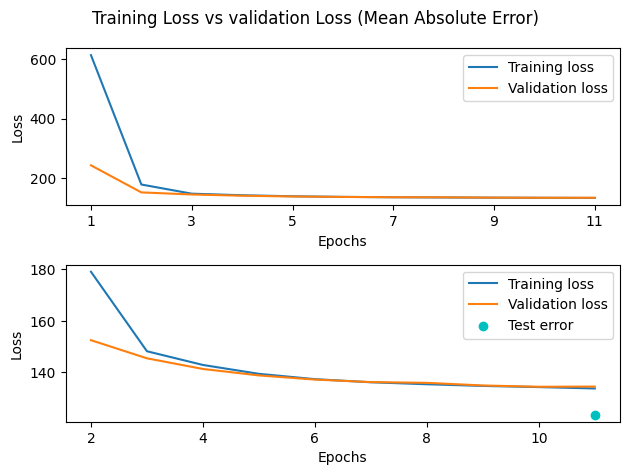 Training Loss vs validation Loss (Mean Absolute Error)
600
400
200
Loss
Training loss
Validation loss
1 3 5 7 9 11
Epochs
180
160
140
Loss
Training loss
Validation loss
Test error
2 4 6 8 10
Epochs